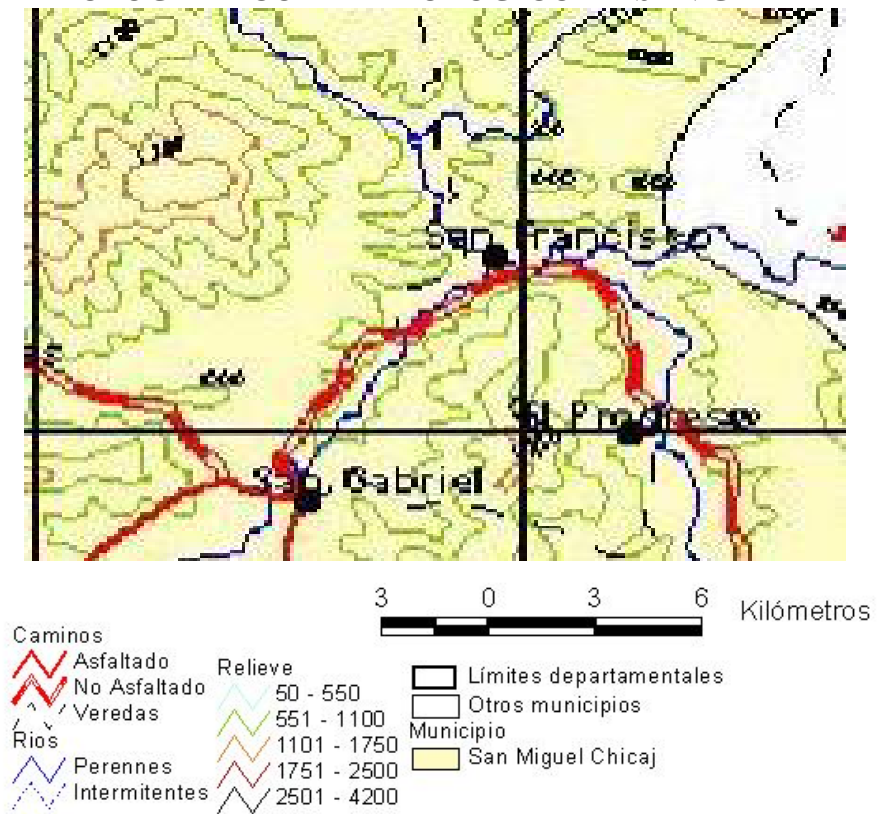 San Francisco
El Progreso
San Gabriel
3 0 3 6 Kilómetros
Caminos
Asfaltado
No Asfaltado
Veredas
Rios
Perennes
Intermitentes
Relieve
50 - 550
551 - 1100
1101 - 1750
1751 - 2500
2501 - 4200
Límites departamentales
Otros municipios
Municipio
San Miguel Chicaj